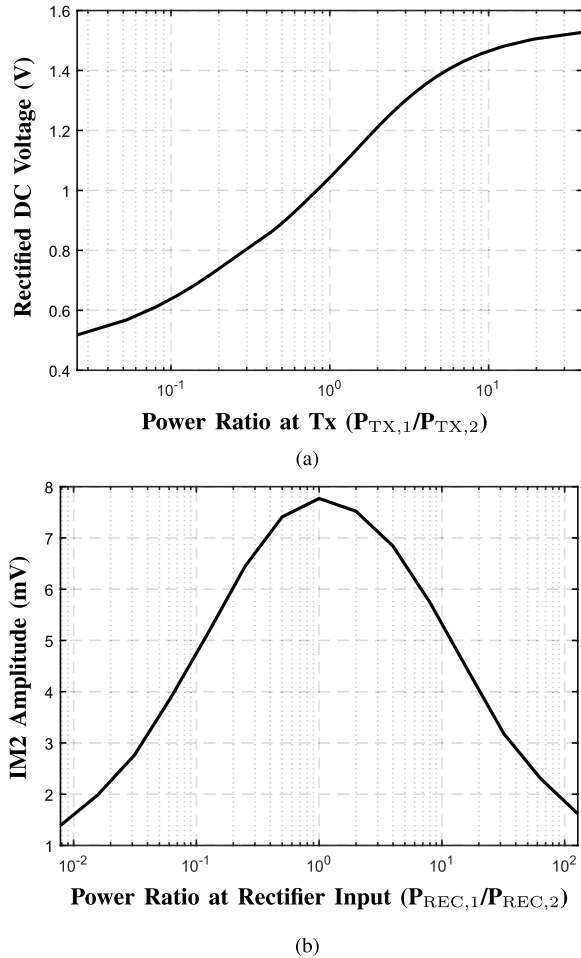 1.6
1.4
1.2
1
0.8
0.6
0.4
Rectified DC Voltage (V)
10^-1 10^0 10^1
Power Ratio at Tx (P_TX,1/P_TX,2)
(a)
8
7
6
5
4
3
2
1
IM2 Amplitude (mV)
10^-2 10^-1 10^0 10^1 10^2
Power Ratio at Rectifier Input (P_REC,1/P_REC,2)
(b)